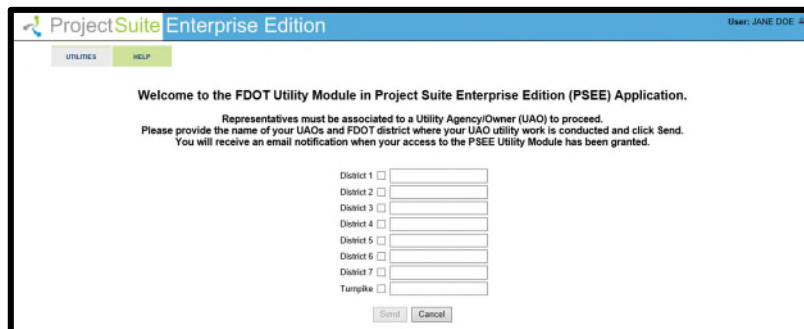 ProjectSuite Enterprise Edition
User: JANE DOE
UTILITIES HELP
Welcome to the FDOT Utility Module in Project Suite Enterprise Edition (PSEE) Application.
Representatives must be associated to a Utility Agency/Owner (UAO) to proceed.
Please provide the name of your UAOs and FDOT district where your UAO utility work is conducted and click Send.
You will receive an email notification when your access to the PSEE Utility Module has been granted.
District 1
District 2
District 3
District 4
District 5
District 6
District 7
Turnpike
Send Cancel